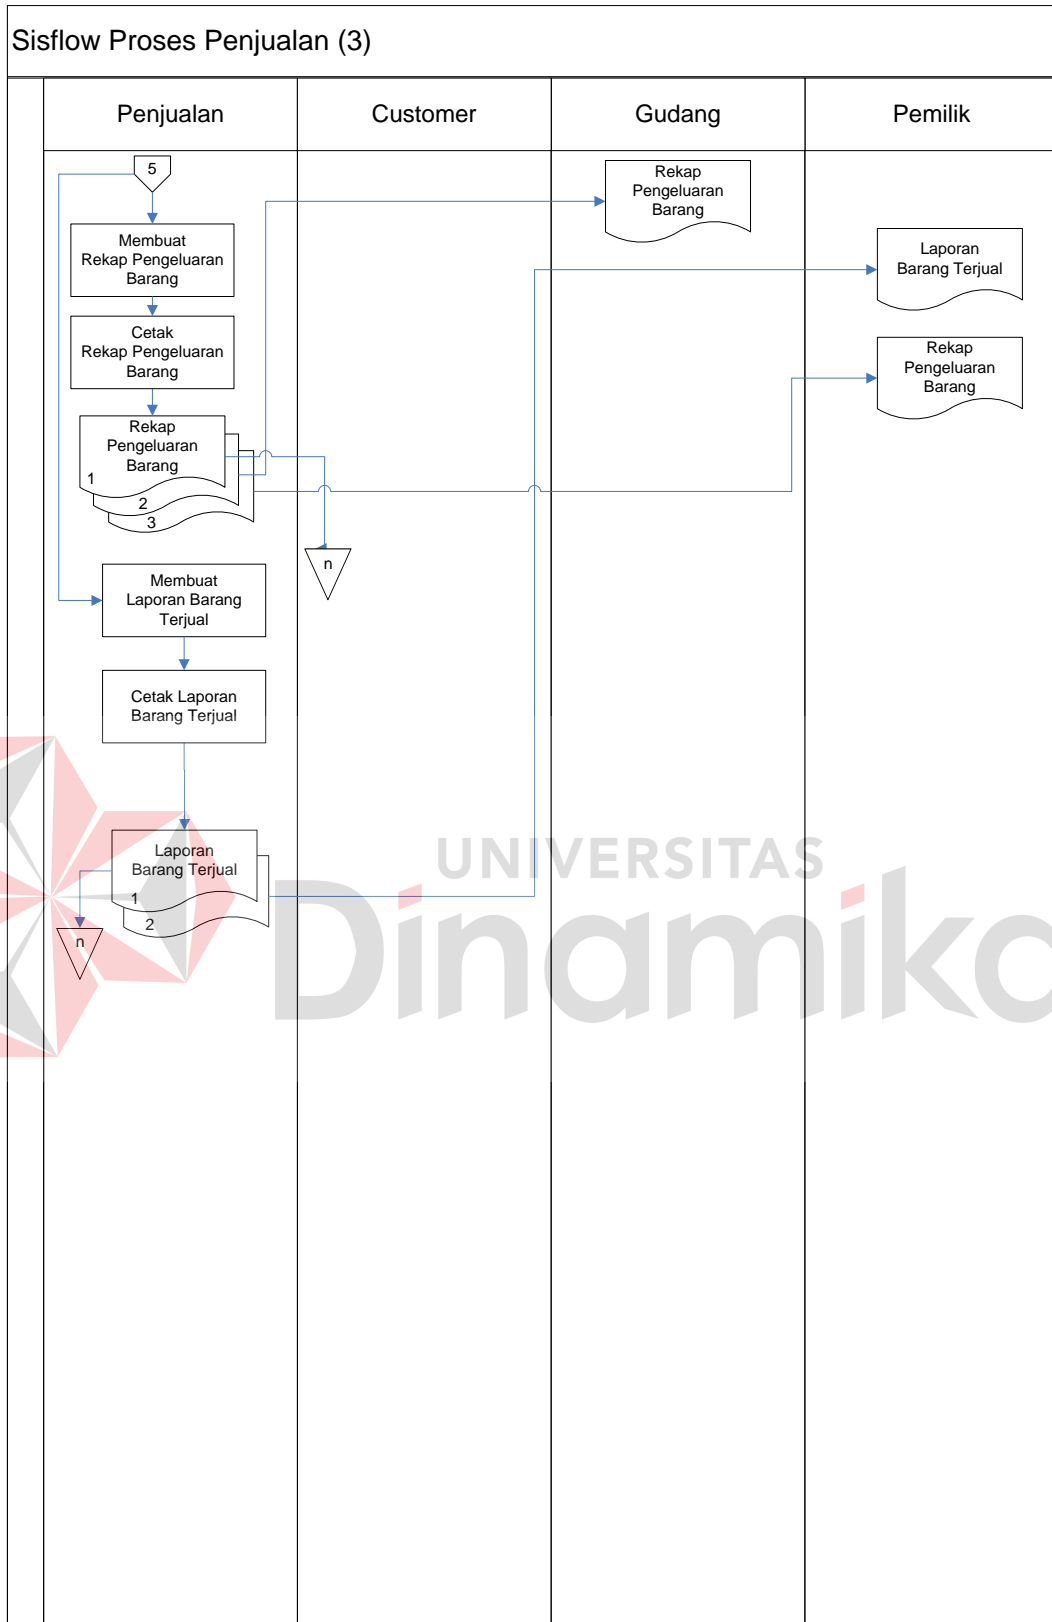 Sisflow Proses Penjualan (3)
Penjualan
Customer
Gudang
Pemilik
5
Membuat
Rekap Pengeluaran
Barang
Cetak
Rekap Pengeluaran
Barang
Rekap
Pengeluaran
Barang
1
2
3
n
Rekap
Pengeluaran
Barang
Laporan
Barang Terjual
Rekap
Pengeluaran
Barang
Membuat
Laporan Barang
Terjual
Cetak Laporan
Barang Terjual
Laporan
Barang Terjual
1
2
n
UNIVERSITAS
Dinamika